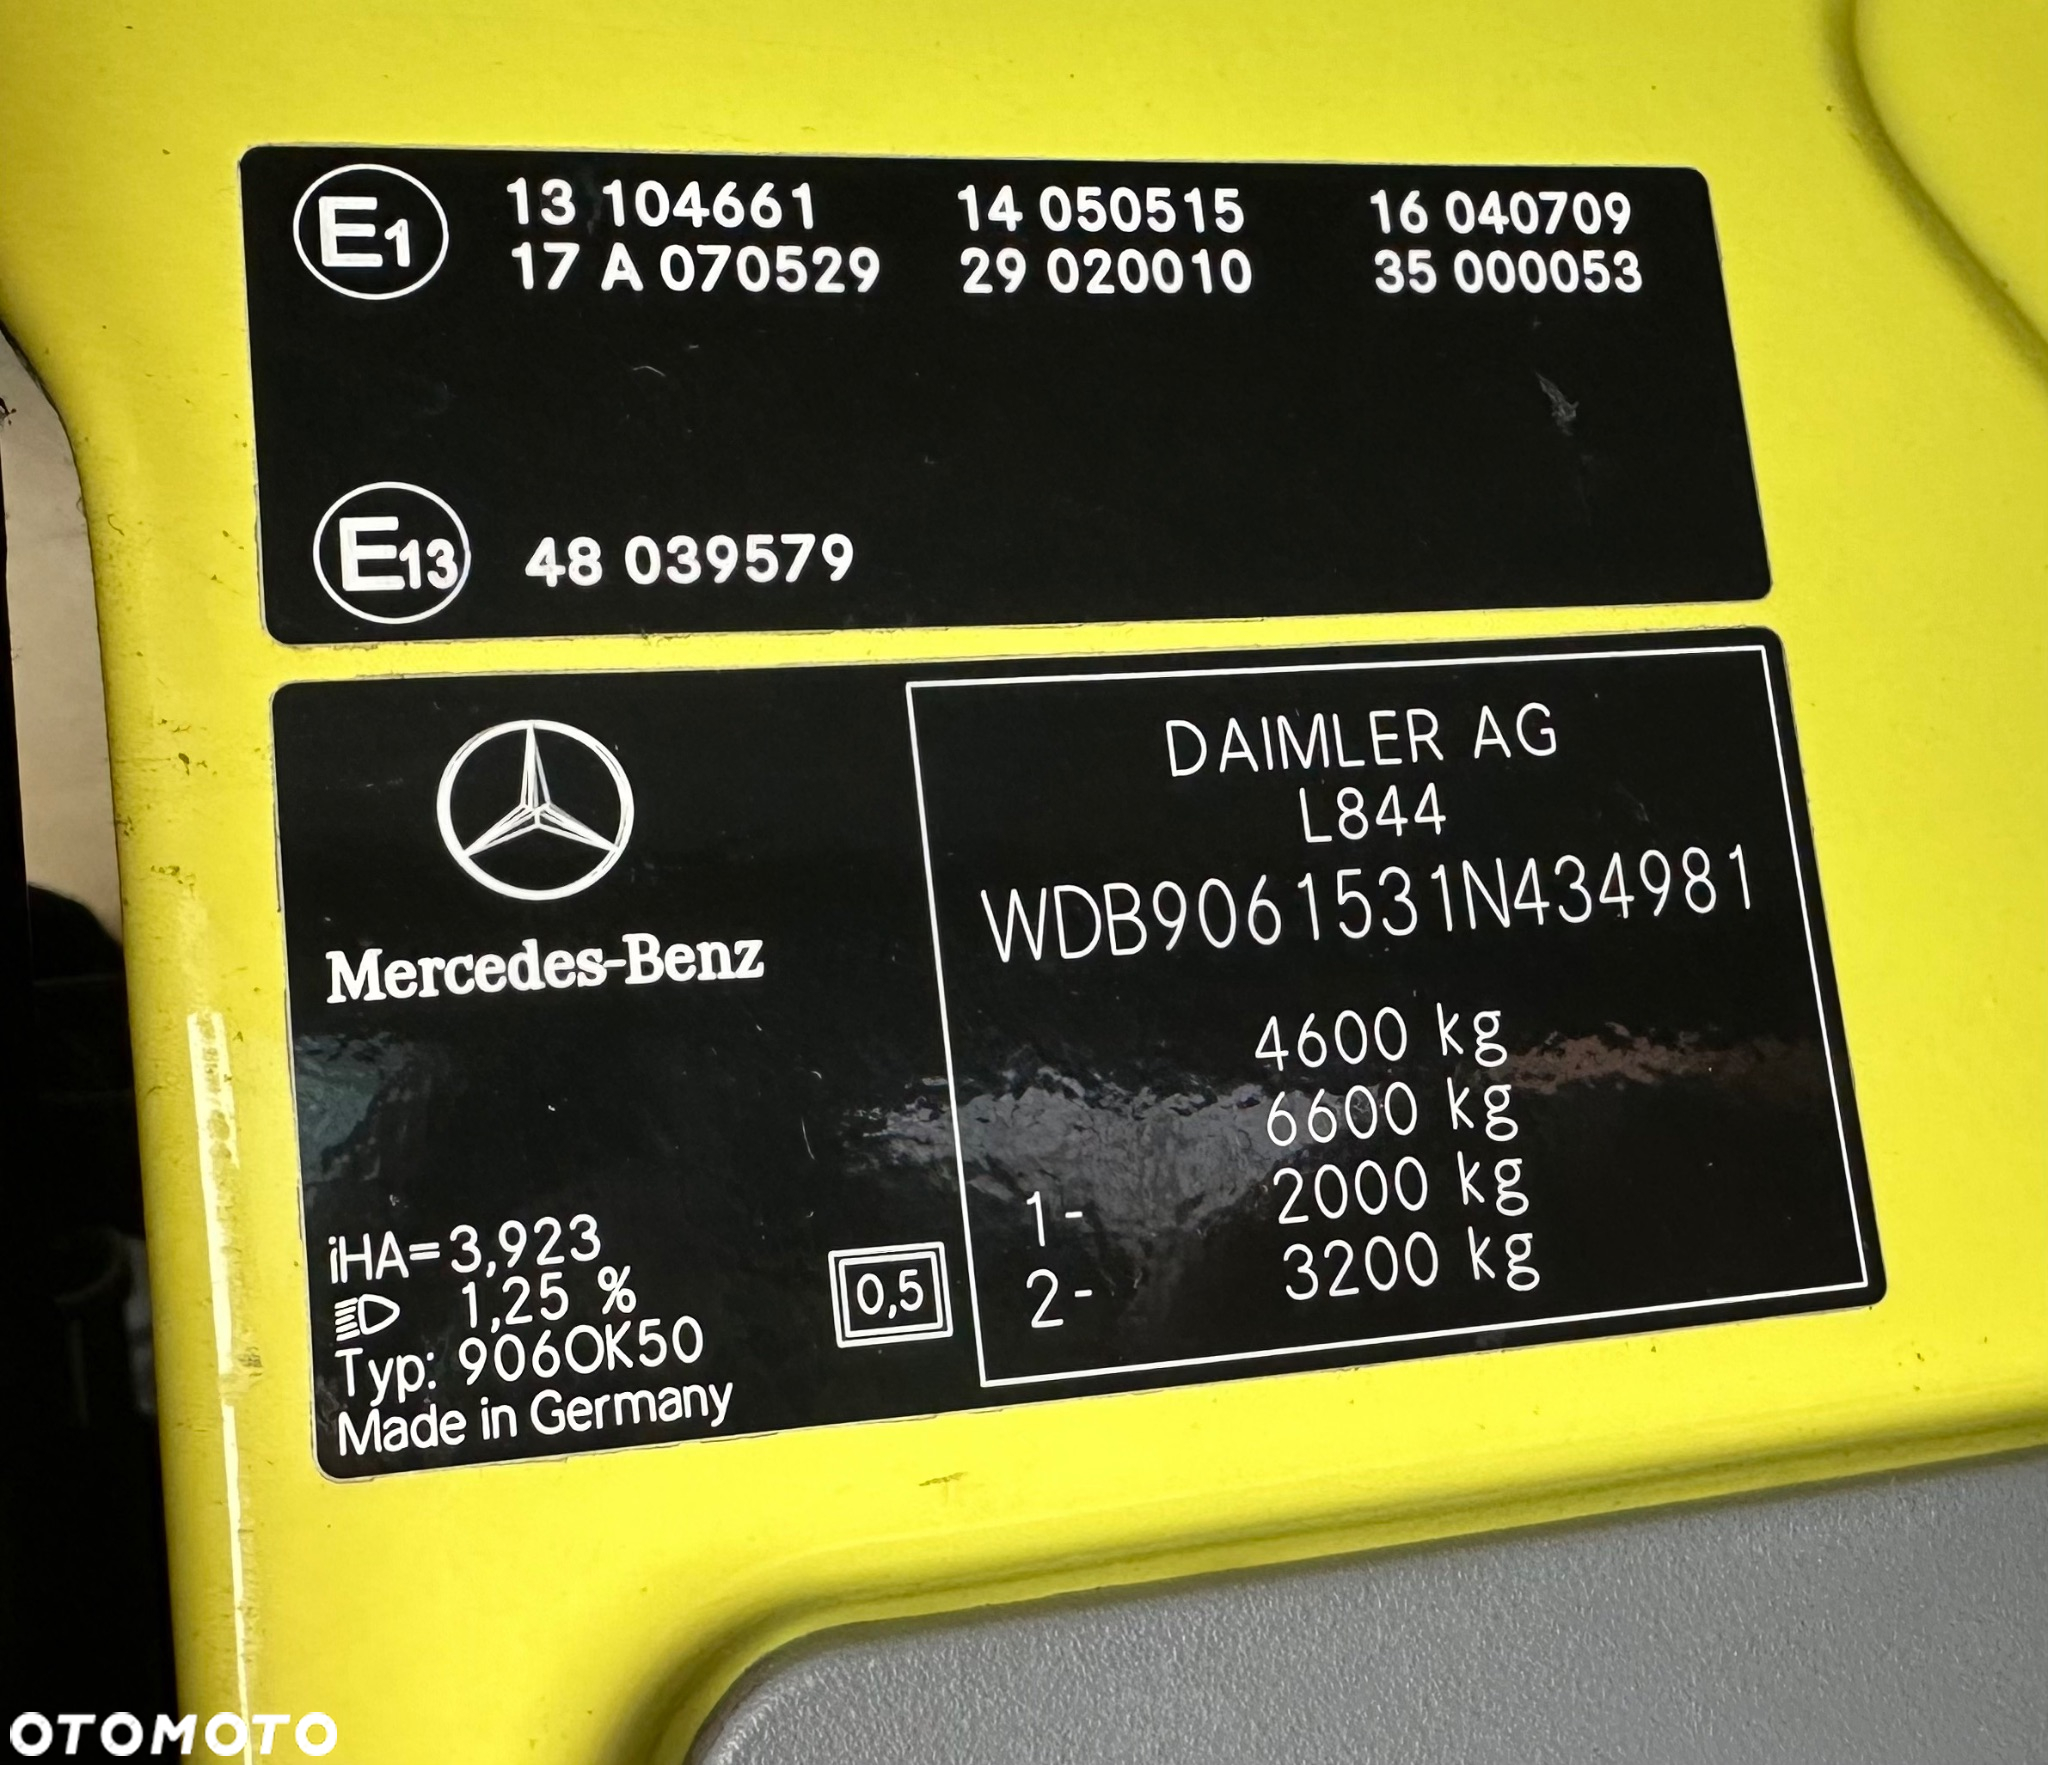 E1 13 104661 14 050515 16 040709
17 A 070529 29 020010 35 000053
E13 48 039579
Mercedes-Benz
iHA=3,923
1,25 %
Typ: 906OK50
Made in Germany
0,5
DAIMLER AG
L844
WDB9061531N434981
4600 kg
6600 kg
1- 2000 kg
2- 3200 kg
OTOMOTO